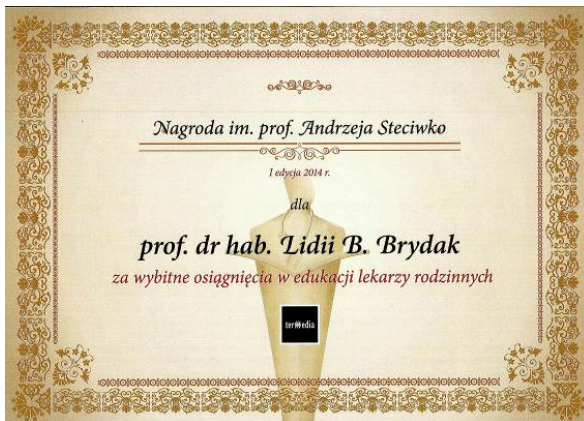 Nagroda im. prof. Andrzeja Steciwko
I edycja 2014 r.
dla
prof. dr hab. Lidii B. Brydak
za wybitne osiągnięcia w edukacji lekarzy rodzinnych
termedia